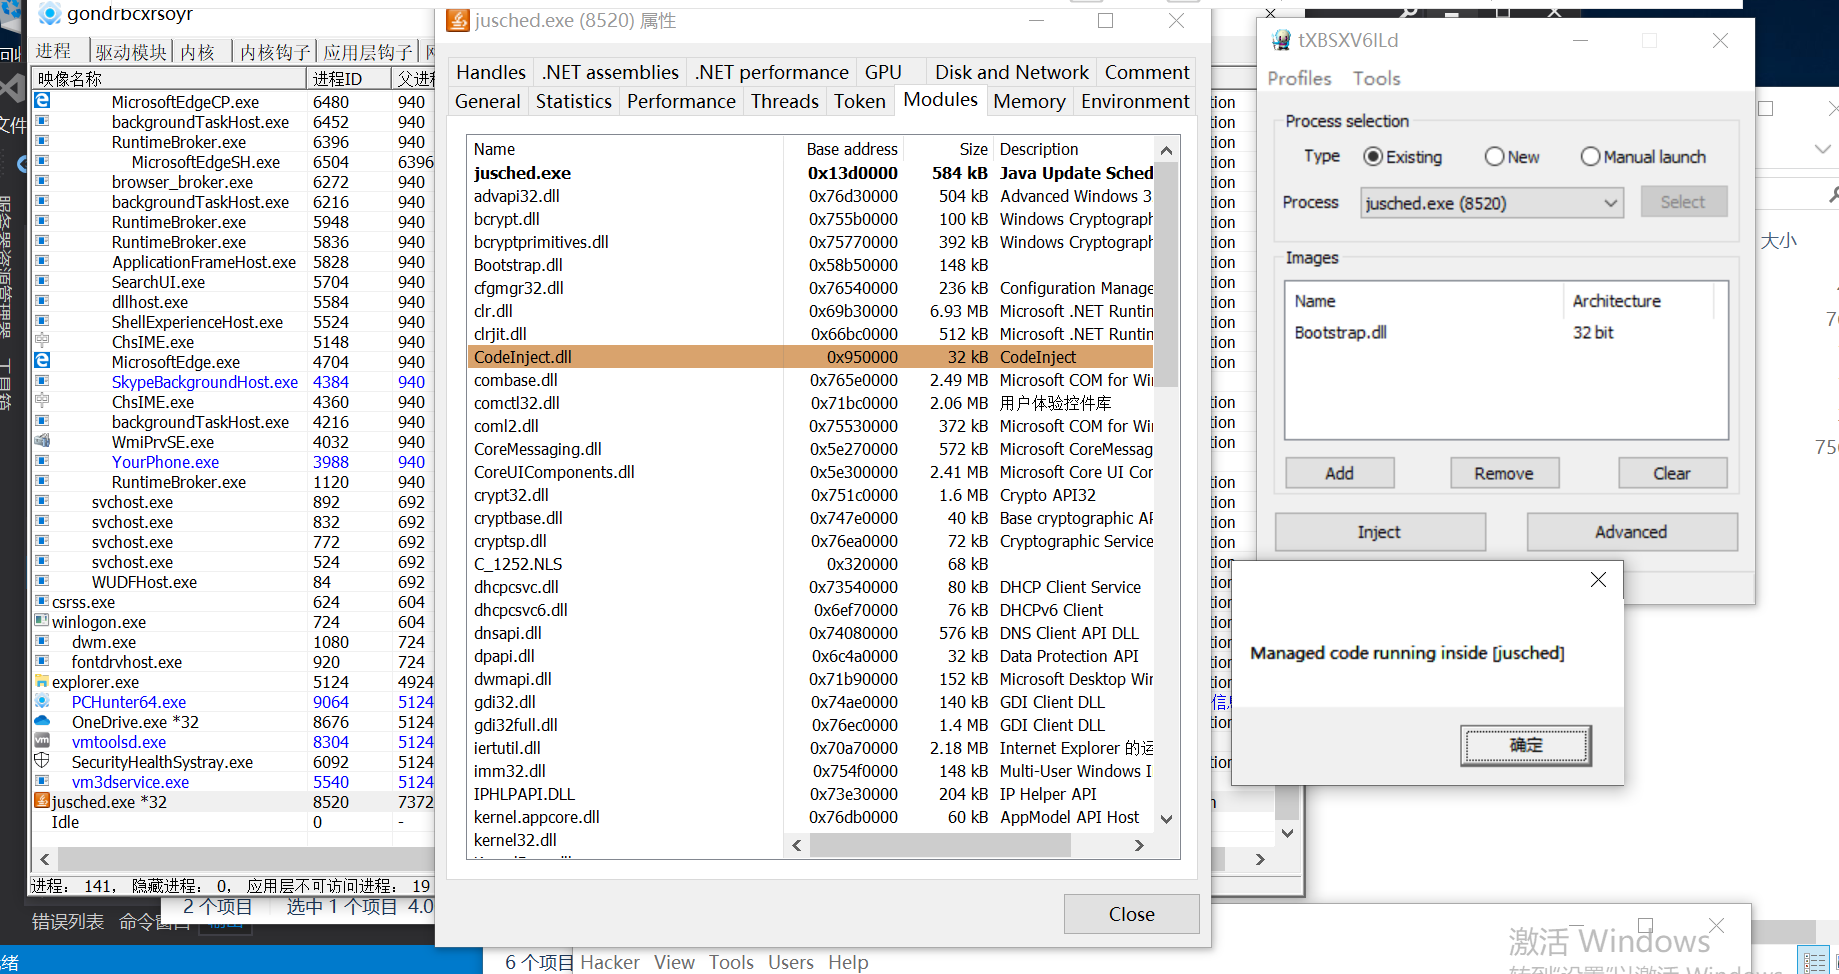 gondrbcxrsoyr
进程 驱动模块 内核 内核钩子 应用层钩子
映像名称 进程ID 父进
MicrosoftEdgeCP.exe 6480 940
backgroundTaskHost.exe 6452 940
RuntimeBroker.exe 6396 940
MicrosoftEdgeSH.exe 6504 6396
browser_broker.exe 6272 940
backgroundTaskHost.exe 6216 940
RuntimeBroker.exe 5948 940
RuntimeBroker.exe 5836 940
ApplicationFrameHost.exe 5828 940
SearchUI.exe 5704 940
dllhost.exe 5584 940
ShellExperienceHost.exe 5524 940
ChsIME.exe 5148 940
MicrosoftEdge.exe 4704 940
SkypeBackgroundHost.exe 4384 940
ChsIME.exe 4360 940
backgroundTaskHost.exe 4216 940
WmiPrvSE.exe 4032 940
YourPhone.exe 3988 940
RuntimeBroker.exe 1120 940
svchost.exe 892 692
svchost.exe 832 692
svchost.exe 772 692
svchost.exe 524 692
WUDFHost.exe 84 692
csrss.exe 624 604
winlogon.exe 724 604
dwm.exe 1080 724
fontdrvhost.exe 920 724
explorer.exe 5124 4924
PCHunter64.exe 9064 5124
OneDrive.exe *32 8676 5124
vmtoolsd.exe 8304 5124
SecurityHealthSystray.exe 6092 5124
vm3dservice.exe 5540 5124
jusched.exe *32 8520 7372
Idle 0 -
进程： 141， 隐藏进程： 0， 应用层不可访问进程： 19
2 个项目 选中 1 个项目 4.0
错误列表 命令窗口 输出
服务器资源管理器
工具箱
jusched.exe (8520) 属性
Handles .NET assemblies .NET performance GPU Disk and Network Comment
General Statistics Performance Threads Token Modules Memory Environment
Name Base address Size Description
jusched.exe 0x13d0000 584 kB Java Update Sched
advapi32.dll 0x76d30000 504 kB Advanced Windows 3
bcrypt.dll 0x755b0000 100 kB Windows Cryptograph
bcryptprimitives.dll 0x75770000 392 kB Windows Cryptograph
Bootstrap.dll 0x58b50000 148 kB
cfgmgr32.dll 0x76540000 236 kB Configuration Manage
clr.dll 0x69b30000 6.93 MB Microsoft .NET Runtin
clrjit.dll 0x66bc0000 512 kB Microsoft .NET Runtin
CodeInject.dll 0x950000 32 kB CodeInject
combase.dll 0x765e0000 2.49 MB Microsoft COM for Wi
comctl32.dll 0x71bc0000 2.06 MB 用户体验控件库
coml2.dll 0x75530000 372 kB Microsoft COM for Wi
CoreMessaging.dll 0x5e270000 572 kB Microsoft CoreMessag
CoreUIComponents.dll 0x5e300000 2.41 MB Microsoft Core UI Cor
crypt32.dll 0x751c0000 1.6 MB Crypto API32
cryptbase.dll 0x747e0000 40 kB Base cryptographic AP
cryptsp.dll 0x76ea0000 72 kB Cryptographic Service
C_1252.NLS 0x320000 68 kB
dhcpcsvc.dll 0x73540000 80 kB DHCP Client Service
dhcpcsvc6.dll 0x6ef70000 76 kB DHCPv6 Client
dnsapi.dll 0x74080000 576 kB DNS Client API DLL
dpapi.dll 0x6c4a0000 32 kB Data Protection API
dwmapi.dll 0x71b90000 152 kB Microsoft Desktop Wir
gdi32.dll 0x74ae0000 140 kB GDI Client DLL
gdi32full.dll 0x76ec0000 1.4 MB GDI Client DLL
iertutil.dll 0x70a70000 2.18 MB Internet Explorer 的运
imm32.dll 0x754f0000 148 kB Multi-User Windows I
IPHLPAPI.DLL 0x73e30000 204 kB IP Helper API
kernel.appcore.dll 0x76db0000 60 kB AppModel API Host
kernel32.dll
Close
6 个项目 Hacker View Tools Users Help
tXBSXV6lLd
Profiles Tools
Process selection
Type Existing New Manual launch
Process jusched.exe (8520) Select
Images
Name Architecture
Bootstrap.dll 32 bit
Add Remove Clear
Inject Advanced
Managed code running inside [jusched]
确定
大小
激活 Windows
转到"设置"以激活 Windows